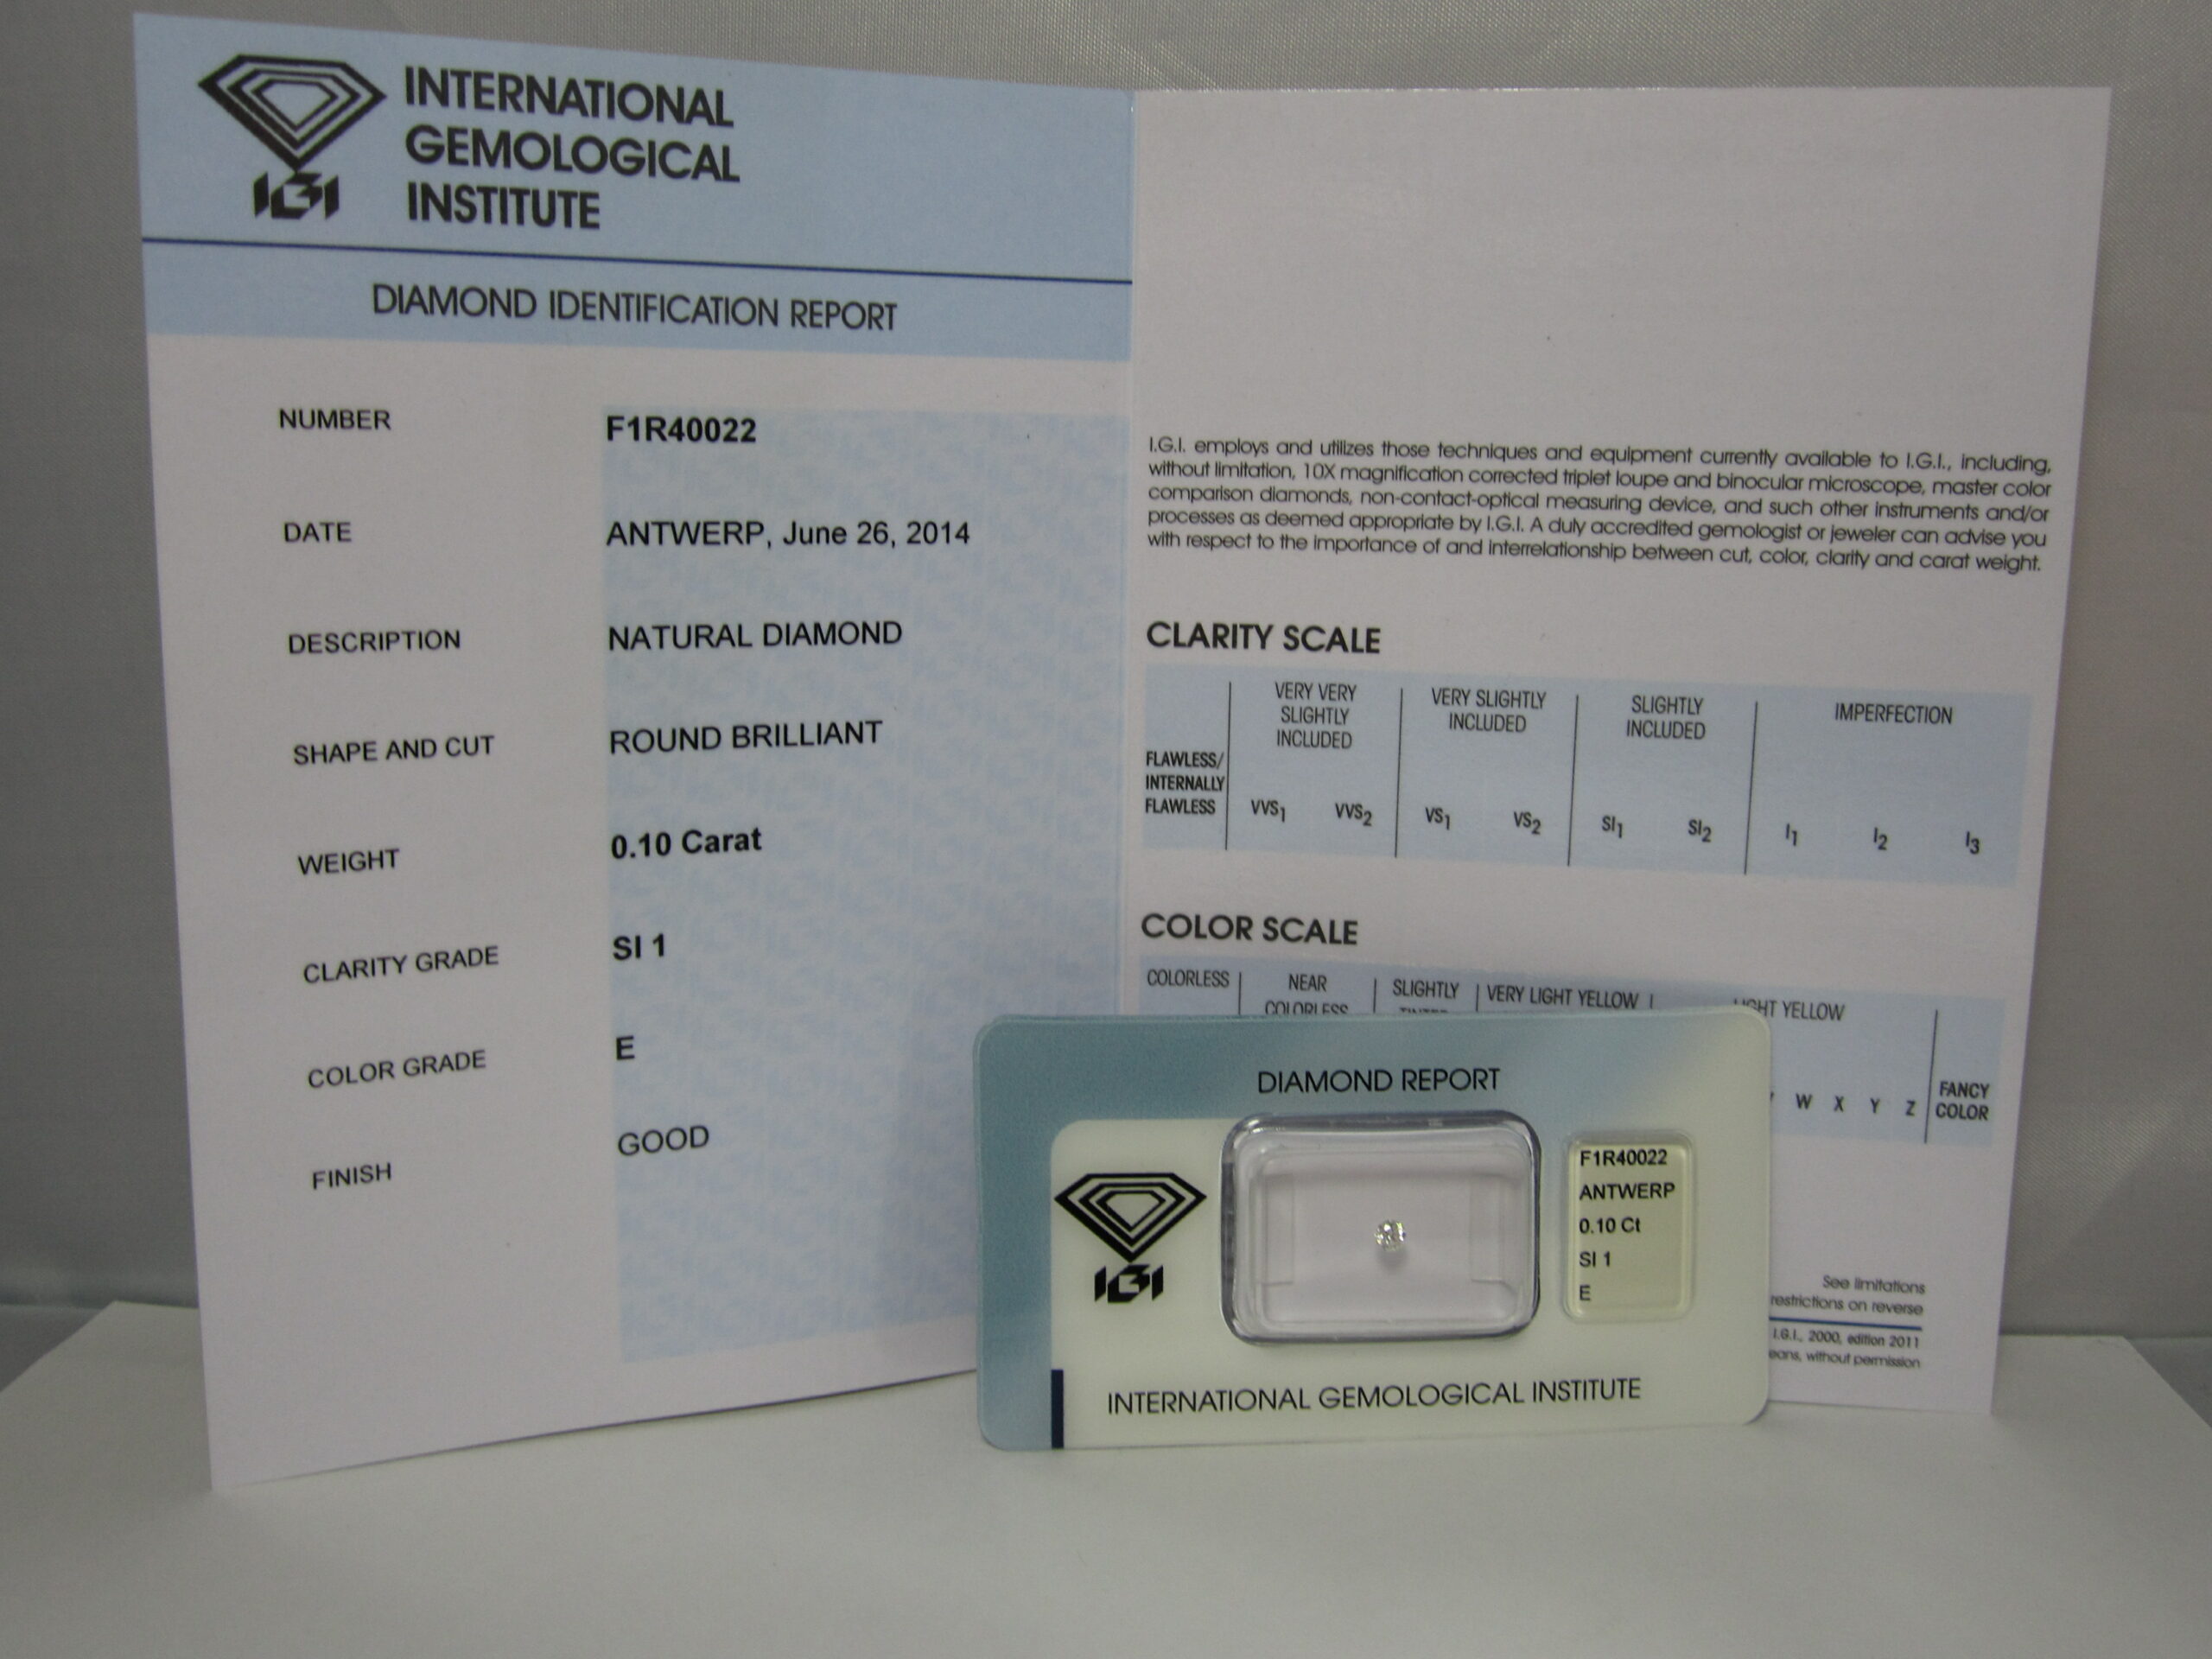 IGI
INTERNATIONAL
GEMOLOGICAL
INSTITUTE
DIAMOND IDENTIFICATION REPORT
NUMBER F1R40022
DATE ANTWERP, June 26, 2014
DESCRIPTION NATURAL DIAMOND
SHAPE AND CUT ROUND BRILLIANT
WEIGHT 0.10 Carat
CLARITY GRADE SI 1
COLOR GRADE E
FINISH GOOD
I.G.I. employs and utilizes those techniques and equipment currently available to I.G.I., including,
without limitation, 10X magnification corrected triplet loupe and binocular microscope, master color
comparison diamonds, non-contact-optical measuring device, and such other instruments and/or
processes as deemed appropriate by I.G.I. A duly accredited gemologist or jeweler can advise you
with respect to the importance of and interrelationship between cut, color, clarity and carat weight.
CLARITY SCALE
FLAWLESS/
INTERNALLY
FLAWLESS
VERY VERY
SLIGHTLY
INCLUDED
VERY SLIGHTLY
INCLUDED
SLIGHTLY
INCLUDED
IMPERFECTION
VVS1 VVS2 VS1 VS2 SI1 SI2 I1 I2 I3
COLOR SCALE
COLORLESS
NEAR
COLORLESS
SLIGHTLY
VERY LIGHT YELLOW
YELLOW
W X Y Z
FANCY
COLOR
See limitations
restrictions on reverse
I.G.I., 2000, edition 2011
without permission
DIAMOND REPORT
IGI
F1R40022
ANTWERP
0.10 Ct
SI 1
E
INTERNATIONAL GEMOLOGICAL INSTITUTE